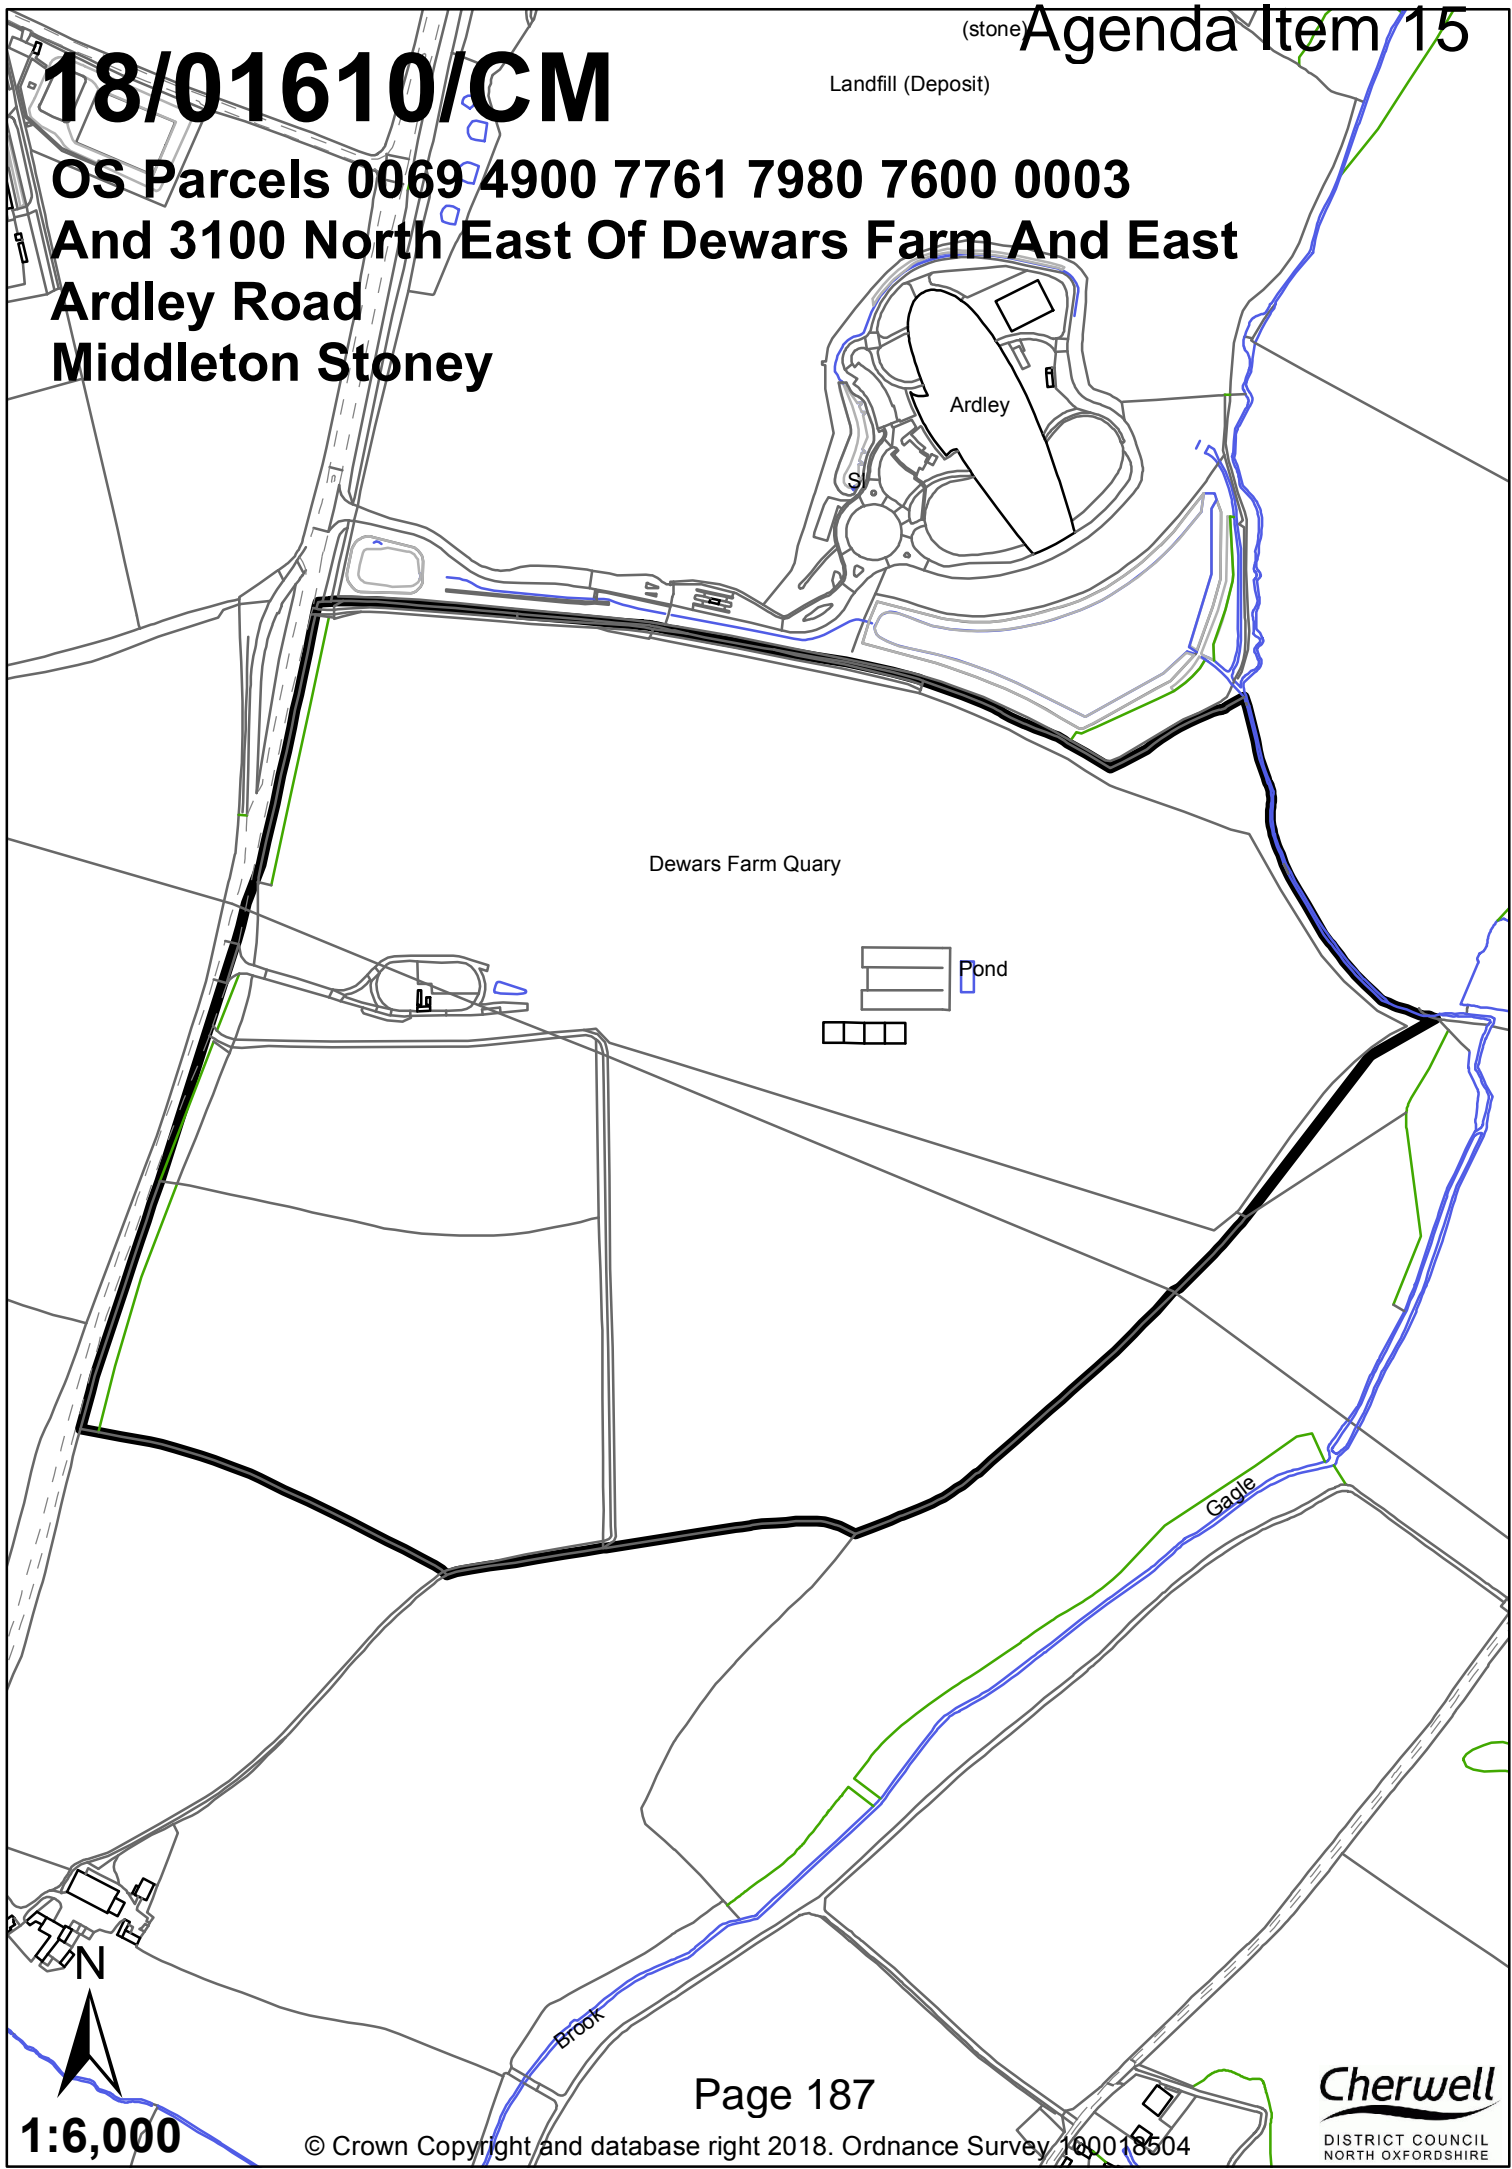 (stone)
Agenda Item 15
18/01610/CM
Landfill (Deposit)
OS Parcels 0069 4900 7761 7980 7600 0003
And 3100 North East Of Dewars Farm And East
Ardley Road
Middleton Stoney
Ardley
Sl
Dewars Farm Quary
Pond
Gagle
Brook
N
1:6,000
Page 187
© Crown Copyright and database right 2018. Ordnance Survey 100018504
Cherwell
DISTRICT COUNCIL
NORTH OXFORDSHIRE